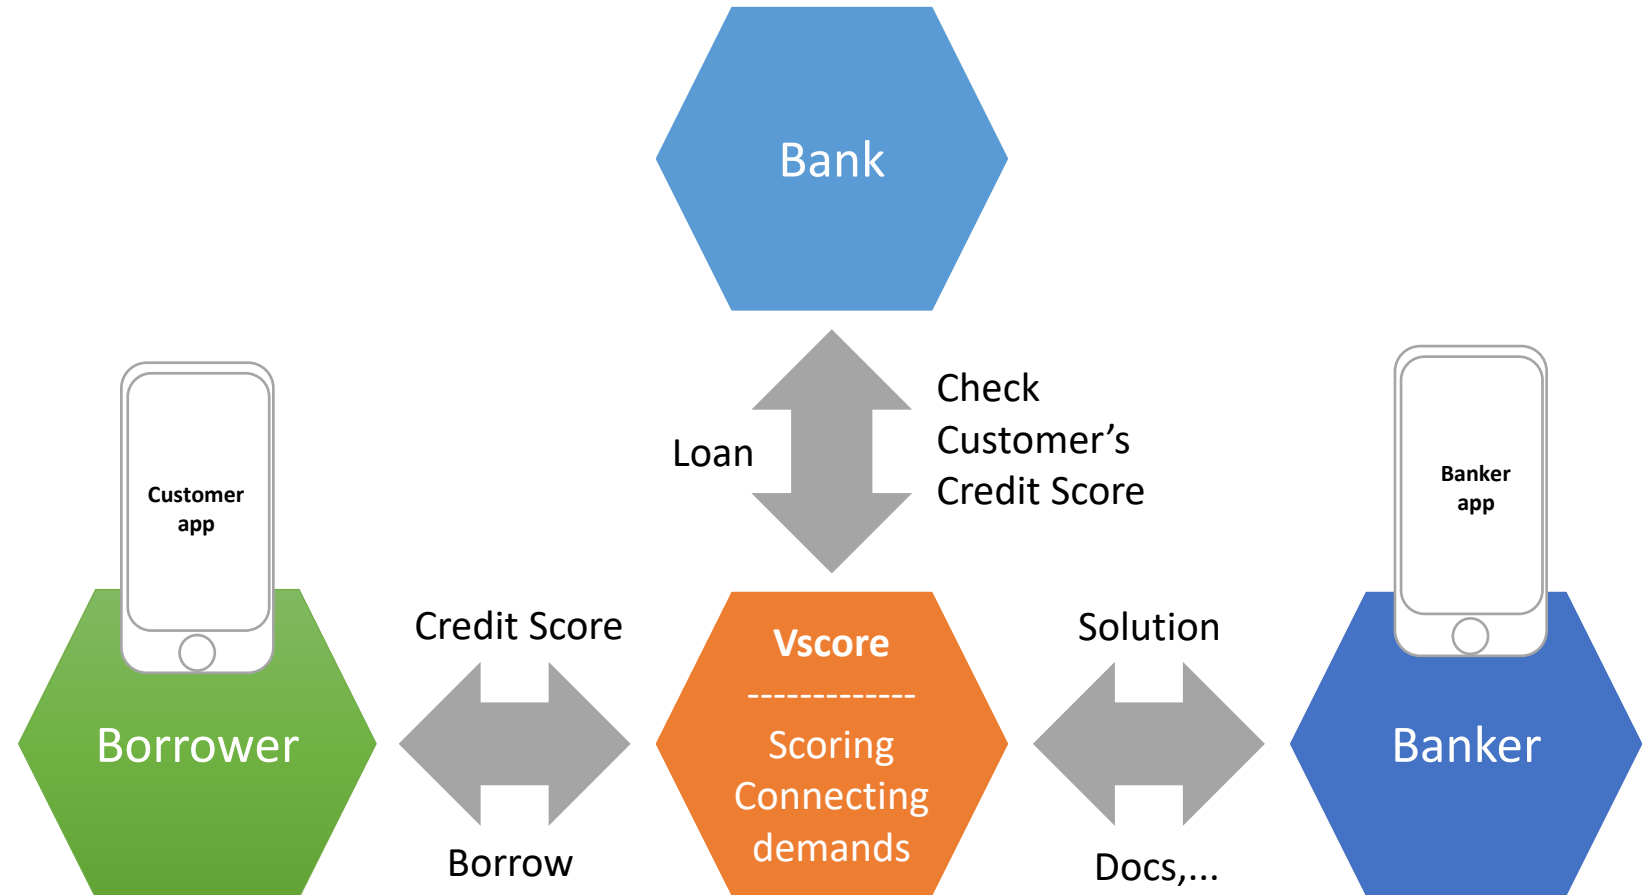 Bank
Loan
Check
Customer’s
Credit Score
Customer
app
Banker
app
Borrower
Credit Score
Borrow
Vscore
-------------
Scoring
Connecting
demands
Solution
Docs,...
Banker